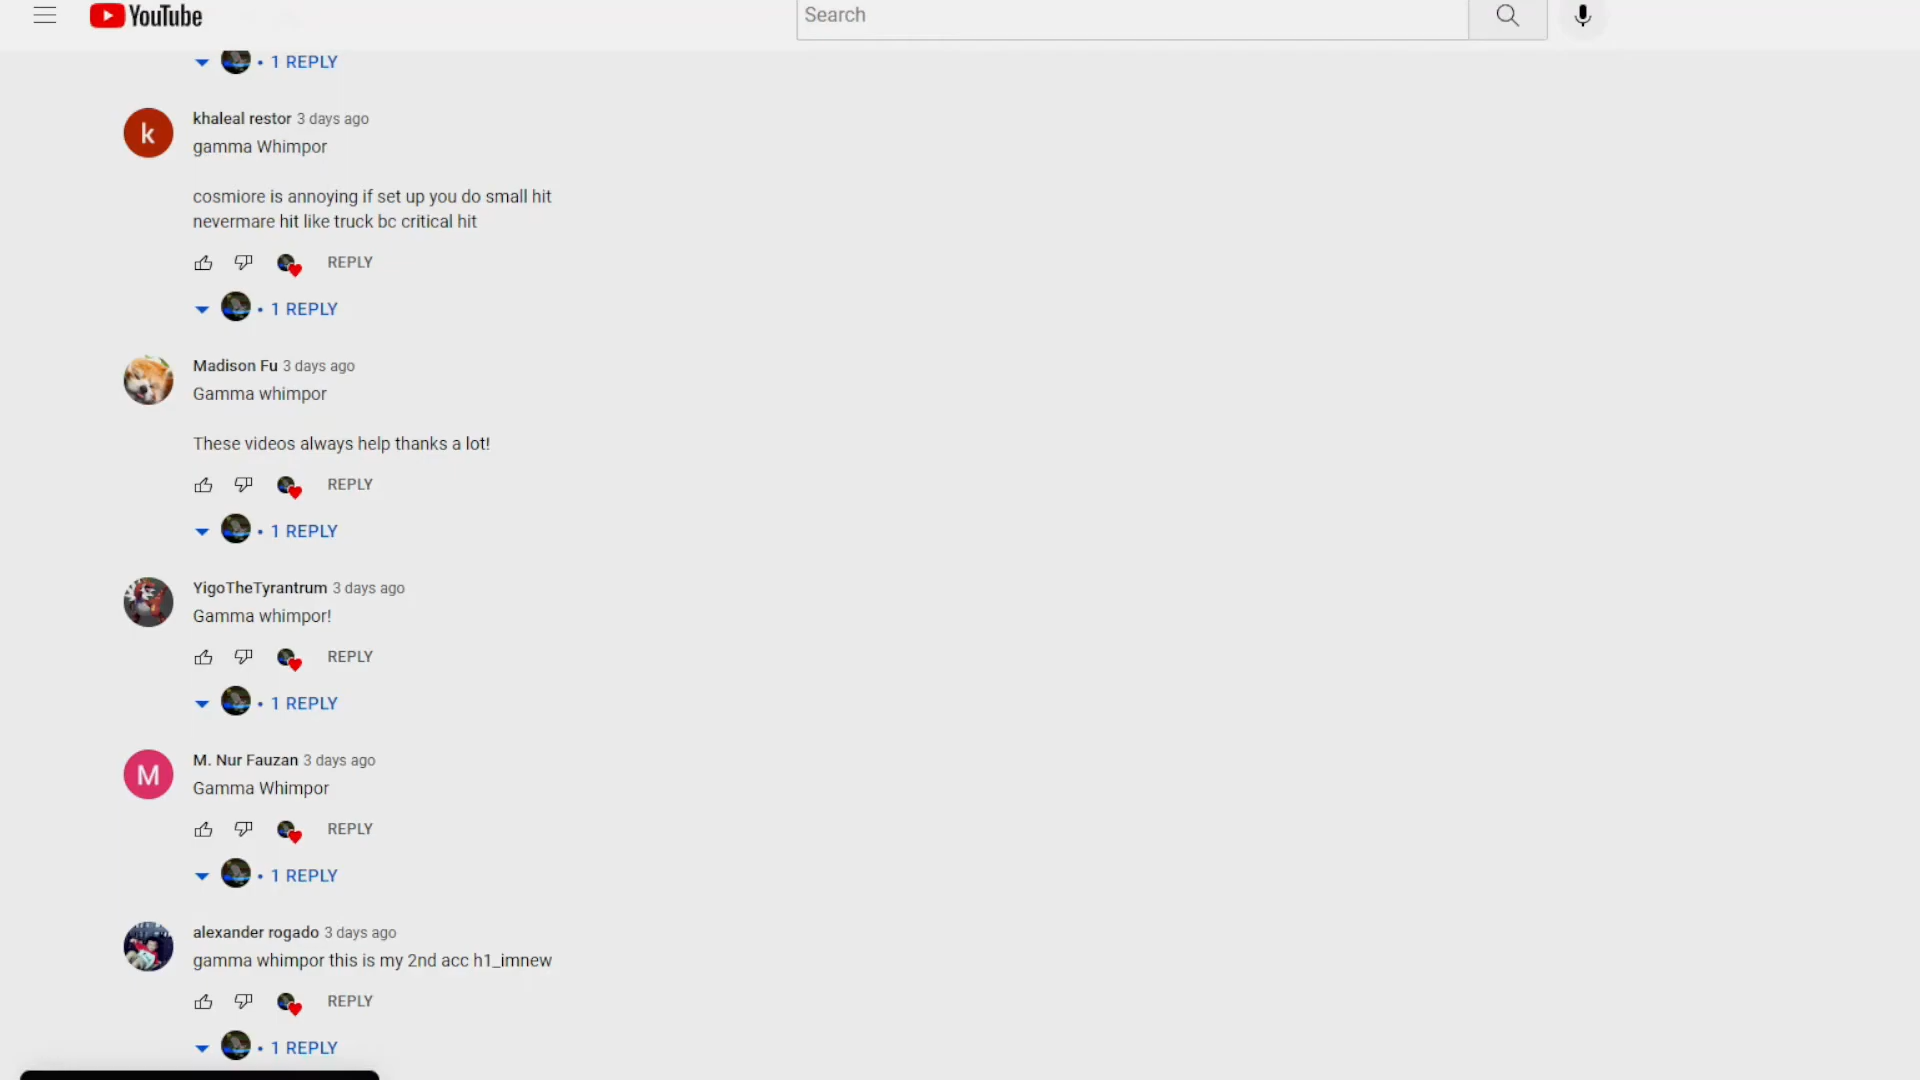 YouTube
Search
• 1 REPLY
k
khaleal restor 3 days ago
gamma Whimpor
cosmiore is annoying if set up you do small hit
nevermare hit like truck bc critical hit
REPLY
• 1 REPLY
Madison Fu 3 days ago
Gamma whimpor
These videos always help thanks a lot!
REPLY
• 1 REPLY
YigoTheTyrantrum 3 days ago
Gamma whimpor!
REPLY
• 1 REPLY
M
M. Nur Fauzan 3 days ago
Gamma Whimpor
REPLY
• 1 REPLY
alexander rogado 3 days ago
gamma whimpor this is my 2nd acc h1_imnew
REPLY
• 1 REPLY